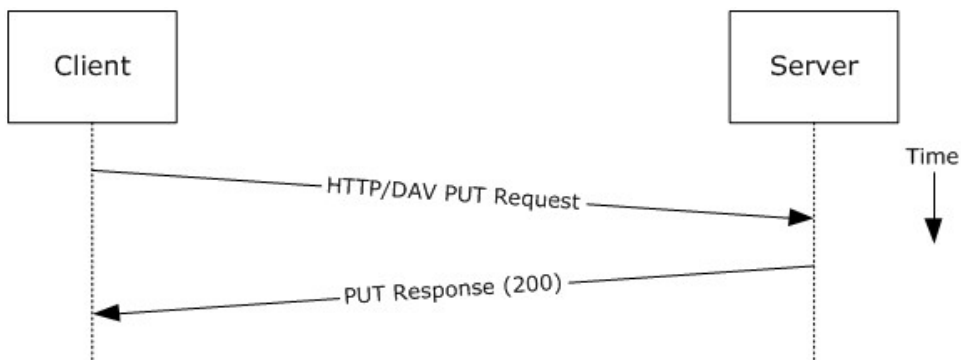 Client
Server
Time
HTTP/DAV PUT Request
PUT Response (200)